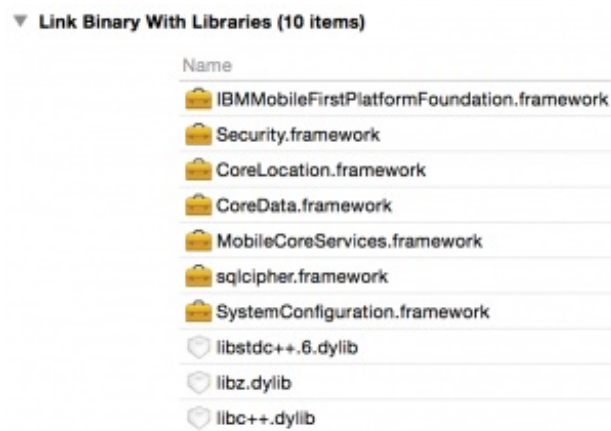 Link Binary With Libraries (10 items)
Name
IBMMobileFirstPlatformFoundation.framework
Security.framework
CoreLocation.framework
CoreData.framework
MobileCoreServices.framework
sqlcipher.framework
SystemConfiguration.framework
libstdc++.6.dylib
libz.dylib
libc++.dylib